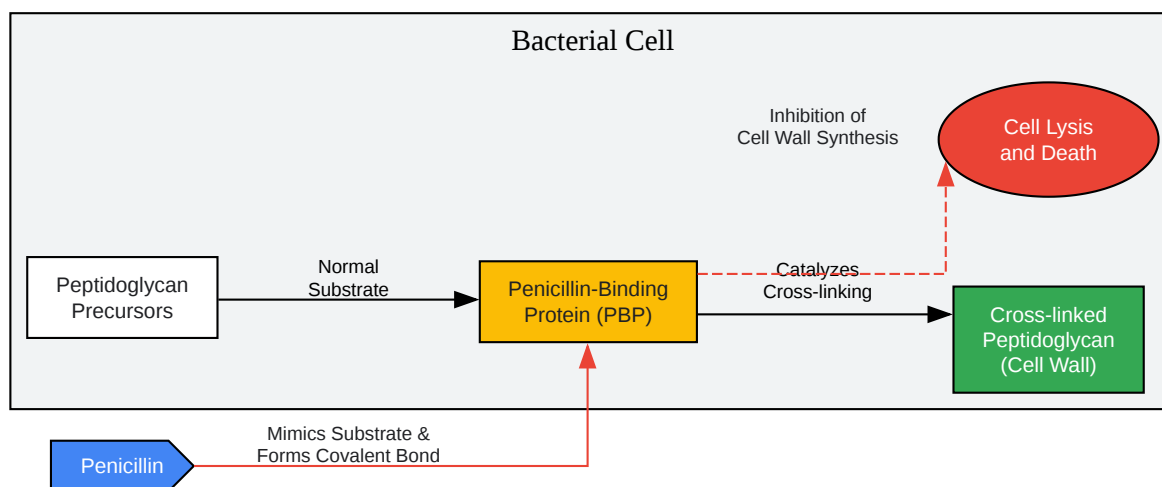 Bacterial Cell
Inhibition of
Cell Wall Synthesis
Cell Lysis
and Death
Peptidoglycan
Precursors
Normal
Substrate
Penicillin-Binding
Protein (PBP)
Catalyzes
Cross-linking
Cross-linked
Peptidoglycan
(Cell Wall)
Penicillin
Mimics Substrate &
Forms Covalent Bond